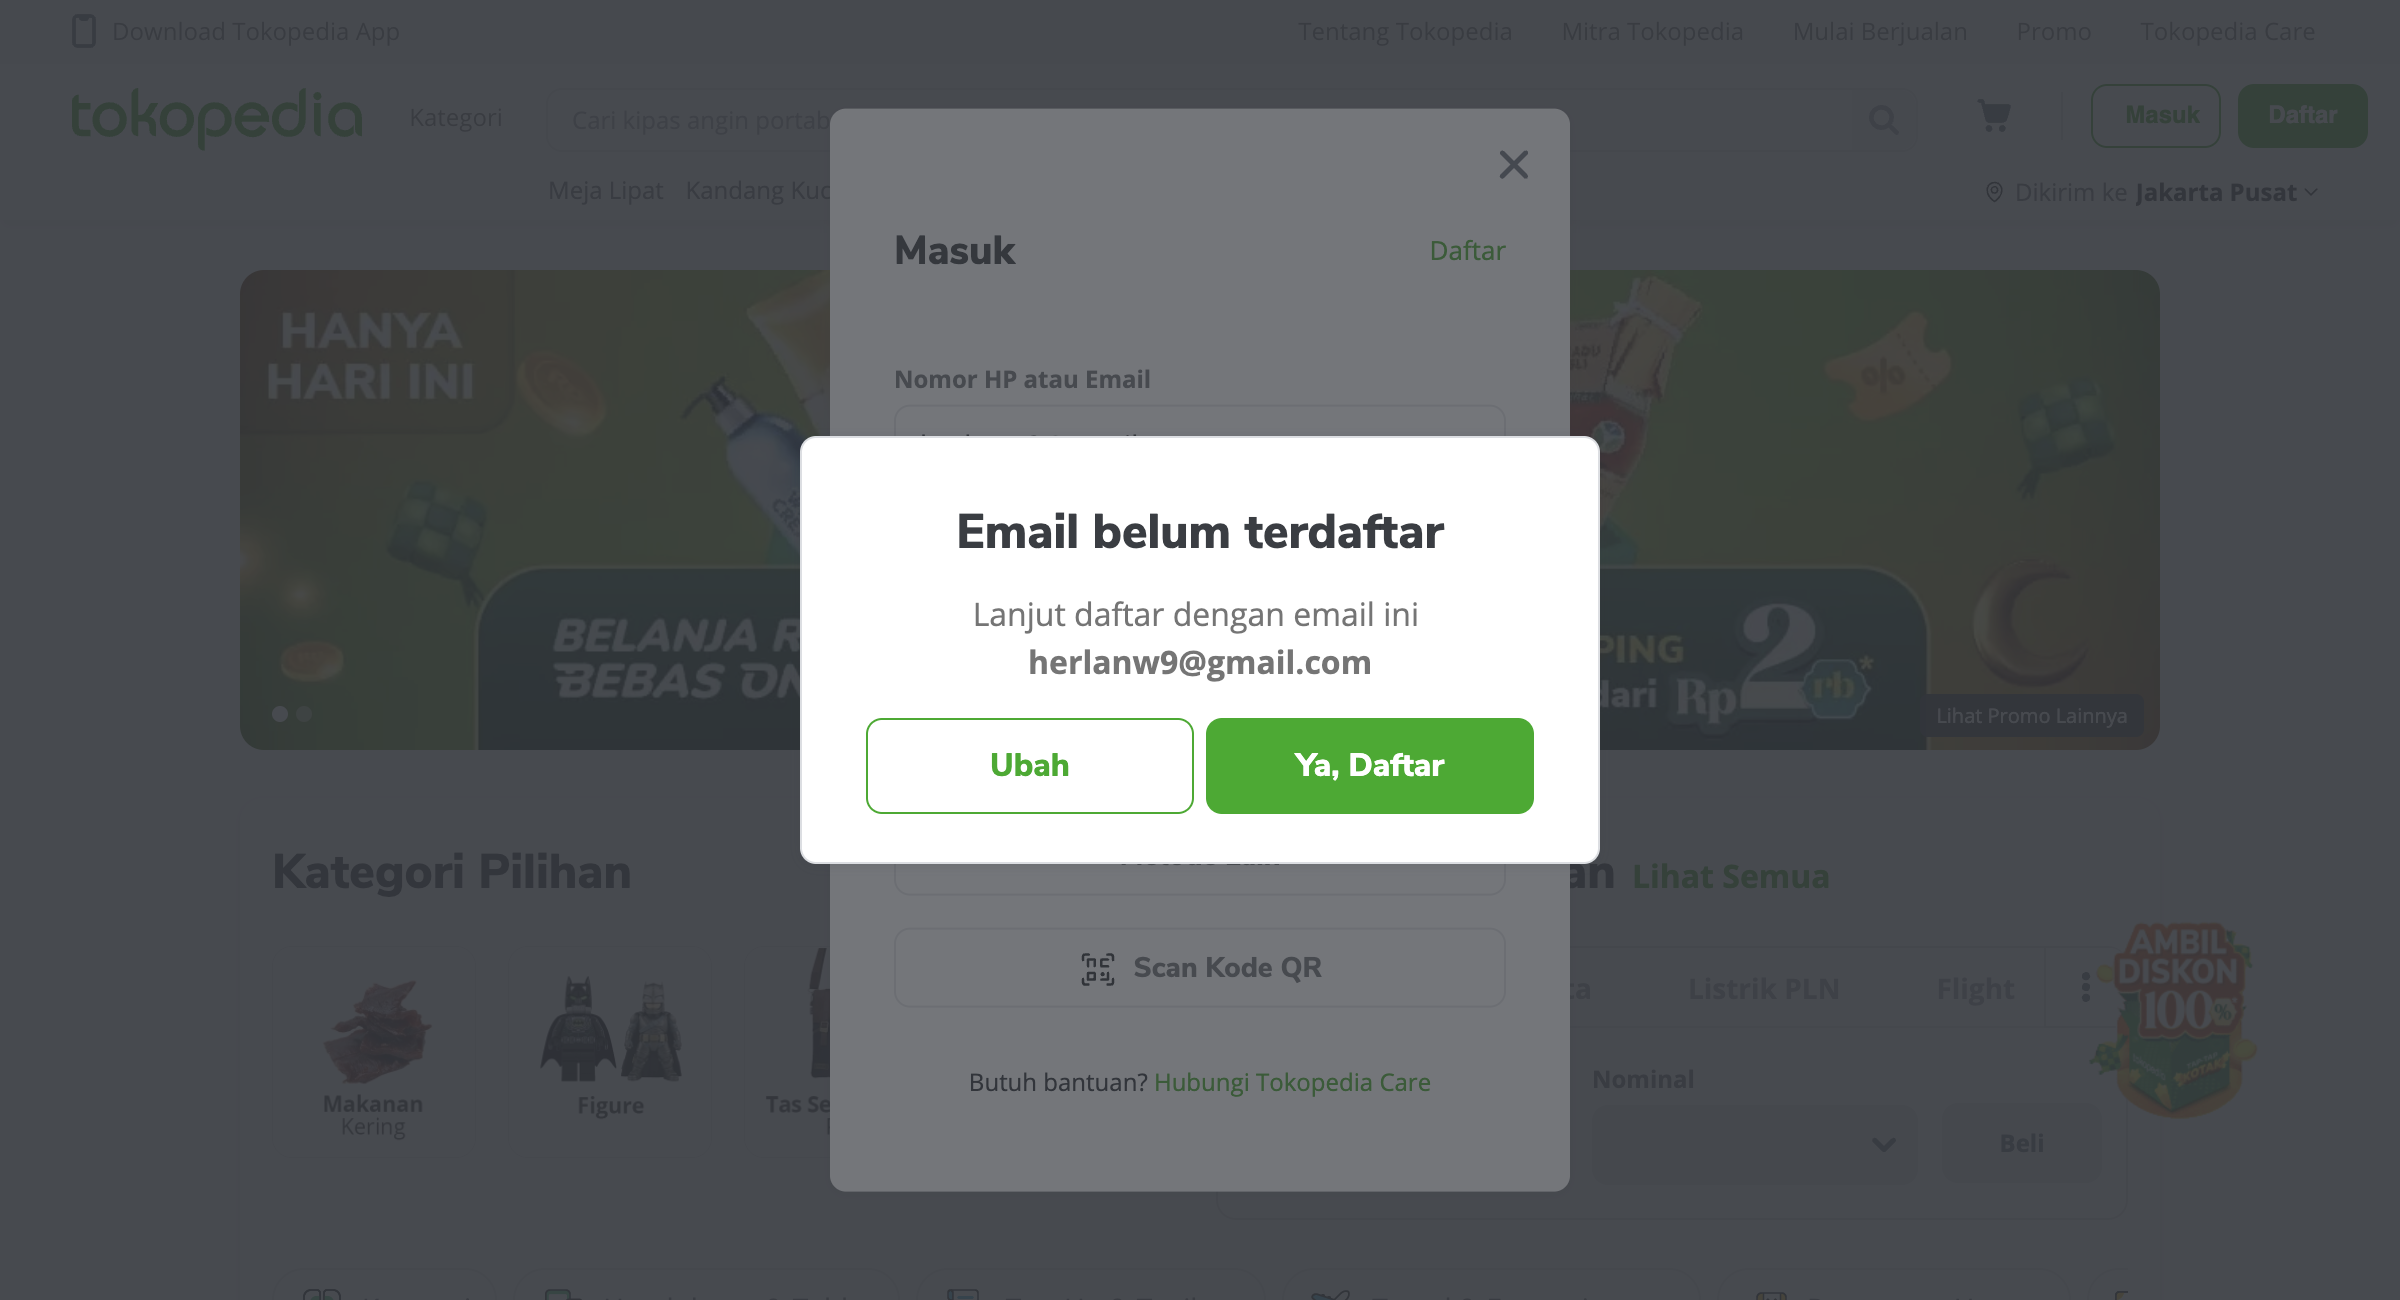 Download Tokopedia App
Tentang Tokopedia
Mitra Tokopedia
Mulai Berjualan
Promo
Tokopedia Care
tokopedia
Kategori
Cari kipas angin portab
Masuk
Daftar
Meja Lipat
Kandang Kuc
Dikirim ke Jakarta Pusat
Masuk
Daftar
Nomor HP atau Email
HANYA
HARI INI
Email belum terdaftar
Lanjut daftar dengan email ini
herlanw9@gmail.com
Ubah
Ya, Daftar
BELANJA R
BEBAS ON
PING
dari Rp2 rb*
Lihat Promo Lainnya
Kategori Pilihan
an
Lihat Semua
Scan Kode QR
Butuh bantuan? Hubungi Tokopedia Care
Makanan
Kering
Figure
Tas Se
ta
Listrik PLN
Flight
AMBIL
DISKON
100%
Nominal
Beli